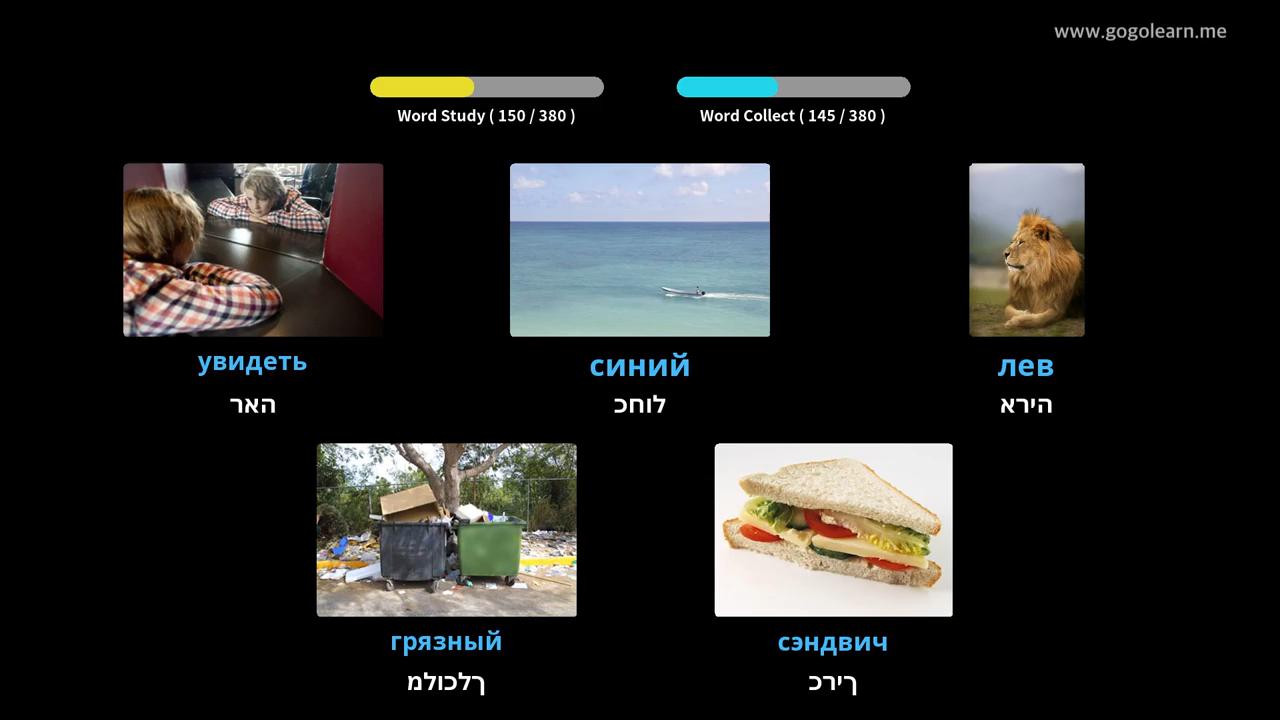 www.gogolearn.me
Word Study ( 150 / 380 )
Word Collect ( 145 / 380 )
увидеть
האר
синий
לוחכ
лев
הירא
грязный
ךלכולמ
сэндвич
ךירכ